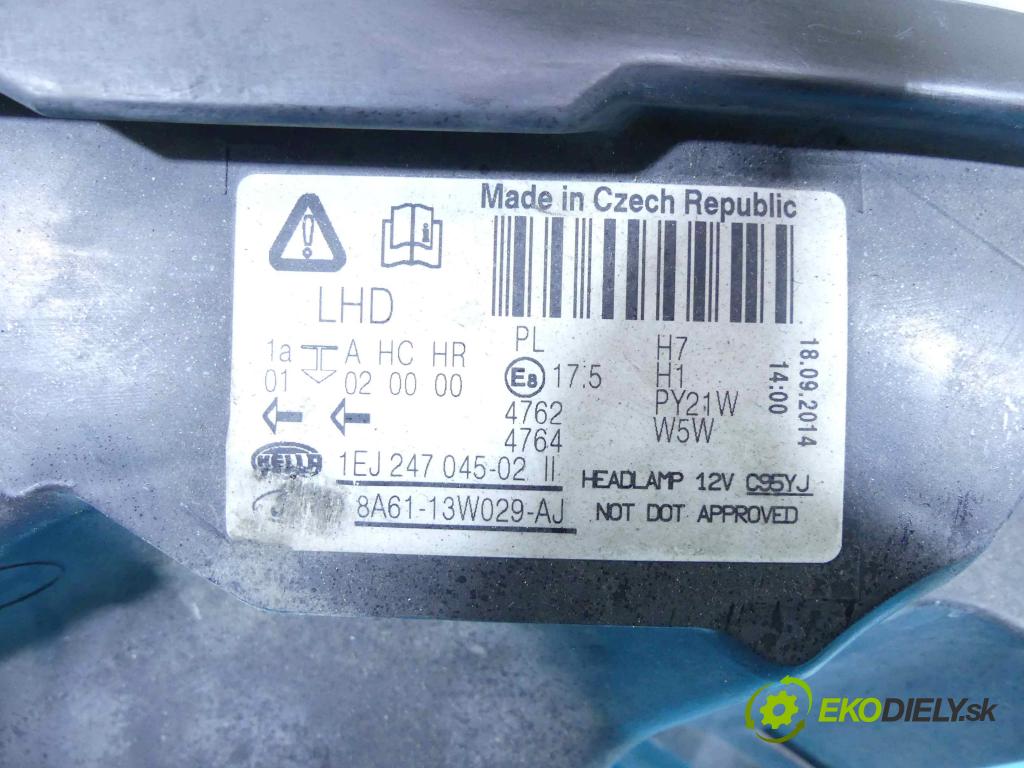 Made in Czech Republic
LHD
1a A HC HR
01 02 00 00
PL
E8 17.5
4762
4764
H7
H1
PY21W
W5W
18.09.2014
14:00
HELLA
1EJ 247 045-02 II
8A61-13W029-AJ
HEADLAMP 12V C95YJ
NOT DOT APPROVED
EKODIELY.sk